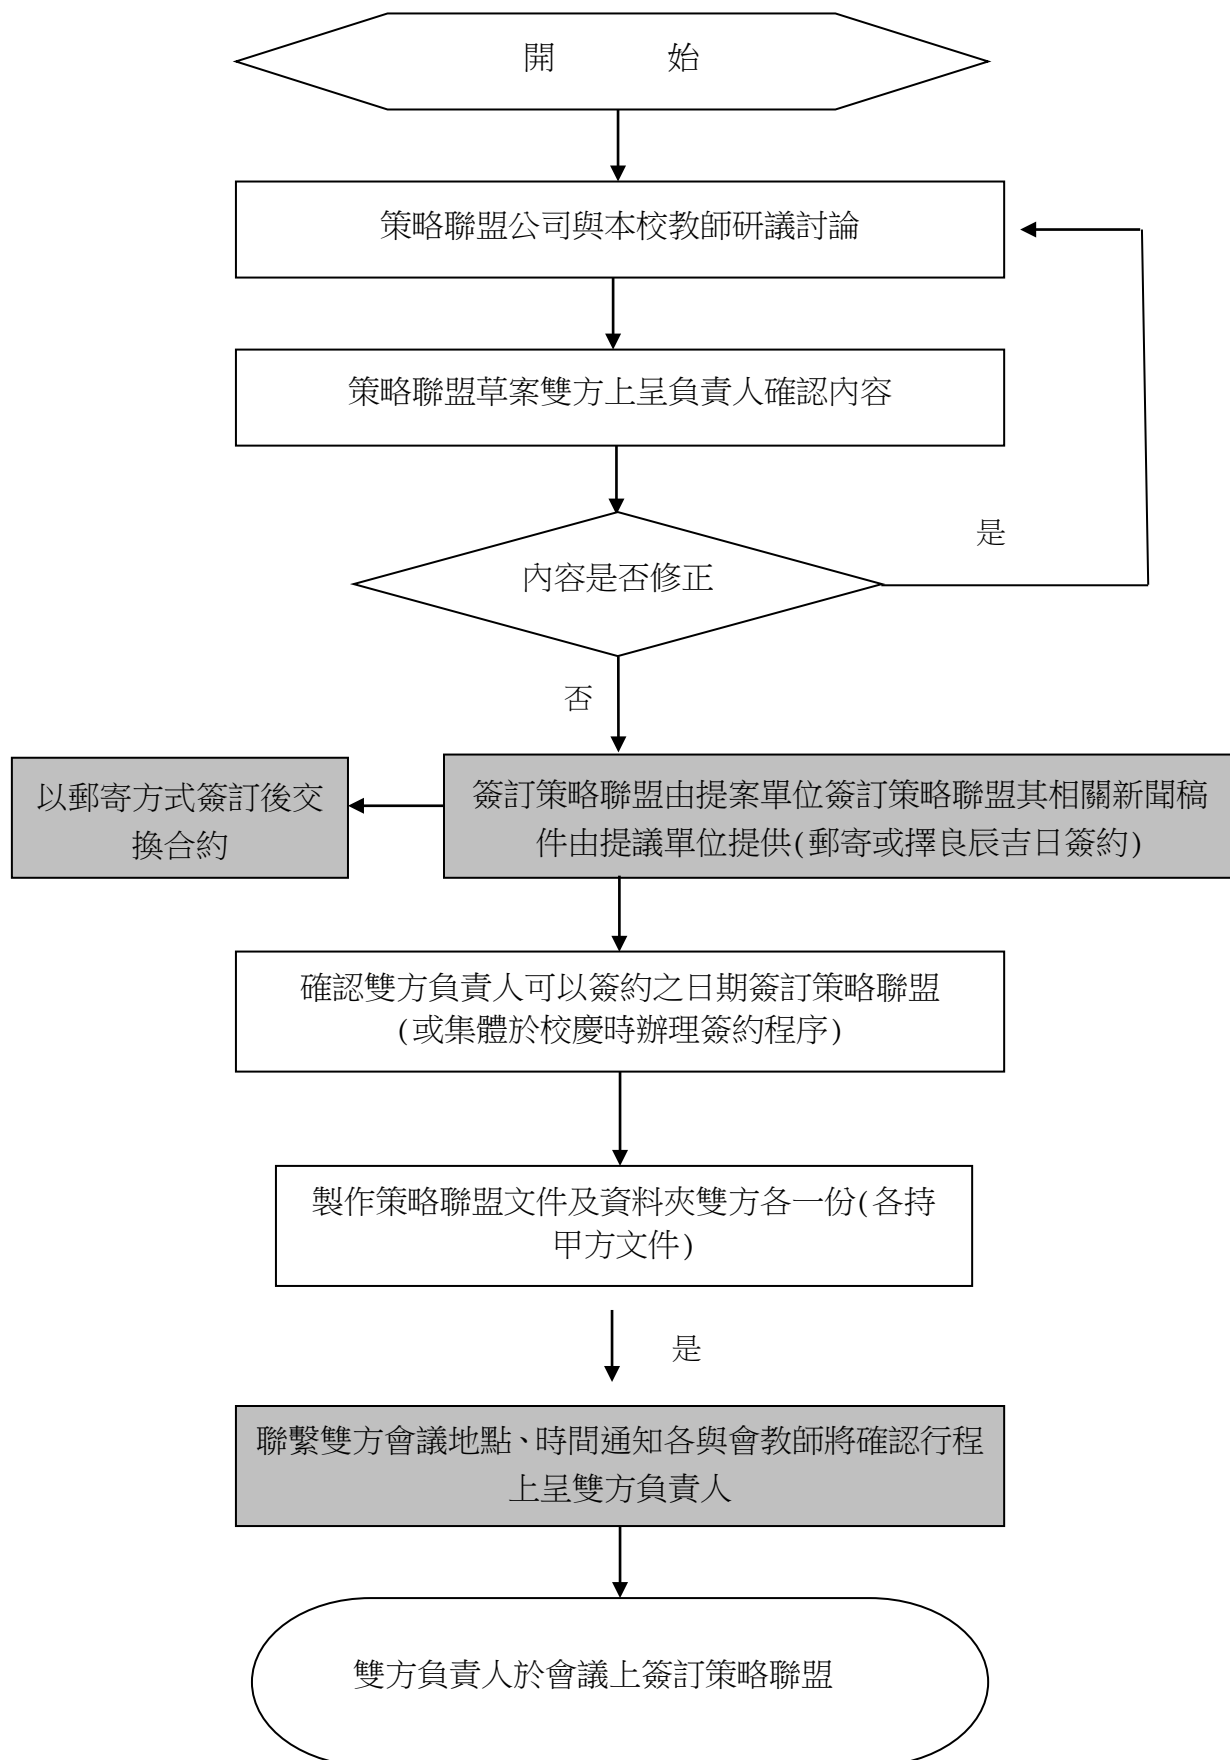 開 始
策略聯盟公司與本校教師研議討論
策略聯盟草案雙方上呈負責人確認內容
是
內容是否修正
否
以郵寄方式簽訂後交
換合約
簽訂策略聯盟由提案單位簽訂策略聯盟其相關新聞稿
件由提議單位提供(郵寄或擇良辰吉日簽約)
確認雙方負責人可以簽約之日期簽訂策略聯盟
(或集體於校慶時辦理簽約程序)
製作策略聯盟文件及資料夾雙方各一份(各持
甲方文件)
是
聯繫雙方會議地點、時間通知各與會教師將確認行程
上呈雙方負責人
雙方負責人於會議上簽訂策略聯盟